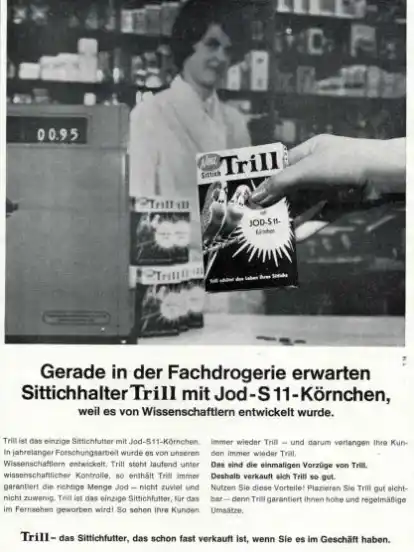 00.95
Trill
Sittich
mit
JOD-S11-
Körnchen
Trill schützt das Leben Ihres Sittichs
Trill
Trill
Gerade in der Fachdrogerie erwarten
Sittichhalter Trill mit Jod-S11-Körnchen,
weil es von Wissenschaftlern entwickelt wurde.
Trill ist das einzige Sittichfutter mit Jod-S11-Körnchen.
In jahrelanger Forschungsarbeit wurde es von unseren
Wissenschaftlern entwickelt. Trill steht laufend unter
wissenschaftlicher Kontrolle, so enthält Trill immer
garantiert die richtige Menge Jod — nicht zuviel und
nicht zuwenig. Trill ist das einzige Sittichfutter, für das
im Fernsehen geworben wird! So sehen Ihre Kunden
immer wieder Trill — und darum verlangen Ihre Kun-
den immer wieder Trill.
Das sind die einmaligen Vorzüge von Trill.
Deshalb verkauft sich Trill so gut.
Nutzen Sie diese Vorteile! Plazieren Sie Trill gut sicht-
bar — denn Trill garantiert Ihnen hohe und regelmäßige
Umsätze.
Trill – das Sittichfutter, das schon fast verkauft ist, wenn Sie es im Geschäft haben.